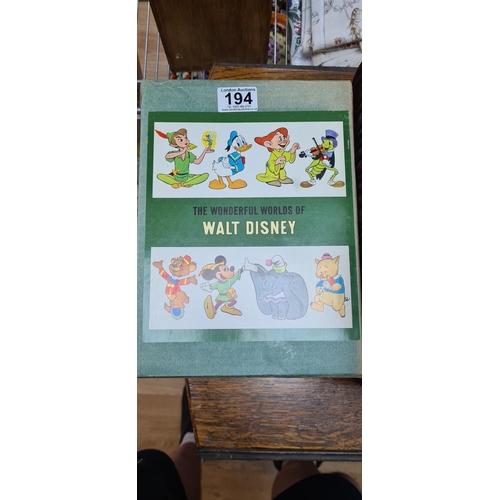 London Auctions
194
THE WONDERFUL WORLDS OF
WALT DISNEY